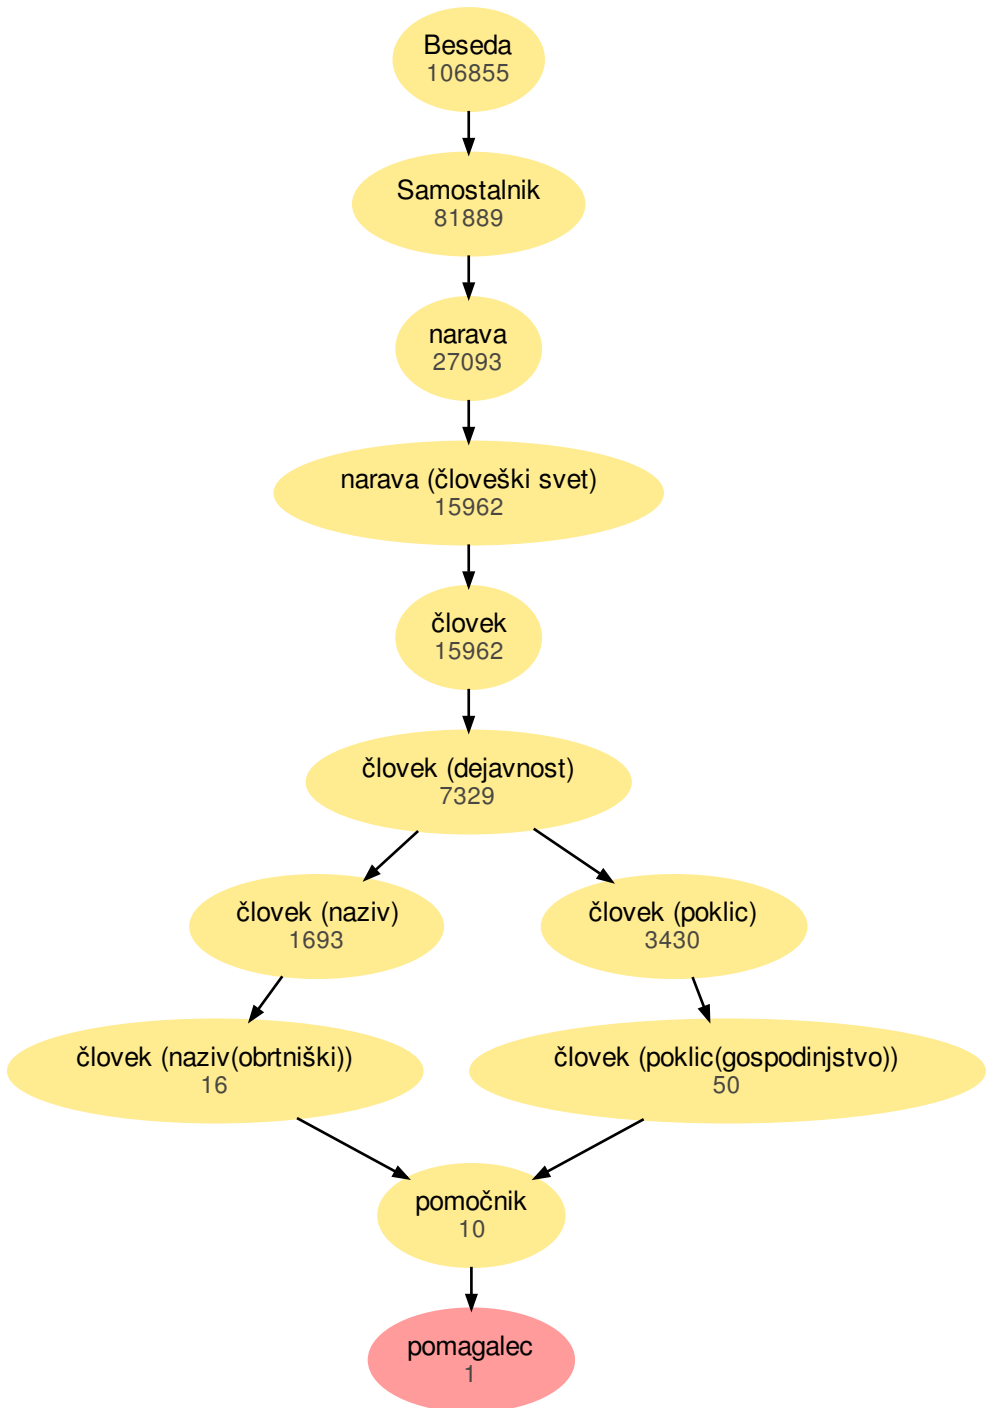 Beseda
106855
Samostalnik
81889
narava
27093
narava (človeški svet)
15962
človek
15962
človek (dejavnost)
7329
človek (naziv)
1693
človek (poklic)
3430
človek (naziv(obrtniški))
16
človek (poklic(gospodinjstvo))
50
pomočnik
10
pomagalec
1